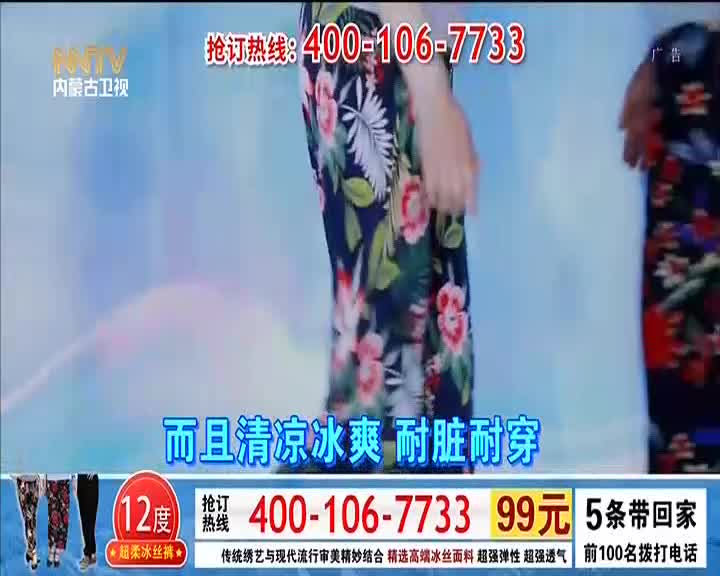 抢订热线:400-106-7733
NMTV
内蒙古卫视
广告
而且清凉冰爽 耐脏耐穿
12度
★超柔冰丝裤★
抢订热线
400-106-7733
99元
传统绣艺与现代流行审美精妙结合 精选高端冰丝面料 超强弹性 超强透气
5条带回家
前100名拨打电话